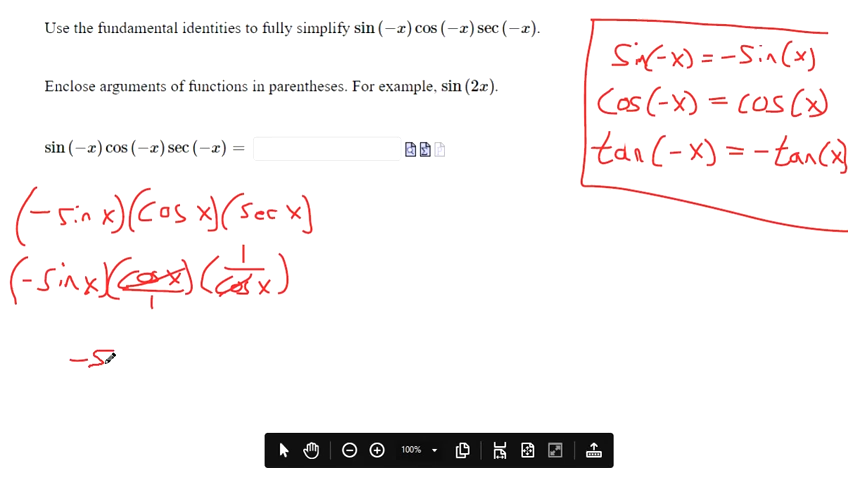 Use the fundamental identities to fully simplify sin (−x) cos (−x) sec (−x).
Enclose arguments of functions in parentheses. For example, sin (2x).
sin (−x) cos (−x) sec (−x) =
(-sin x)(cos x)(sec x)
(-sin x)(cos x/1)(1/cos x)
-s
sin(-x) = -sin(x)
cos(-x) = cos(x)
tan(-x) = -tan(x)
100%